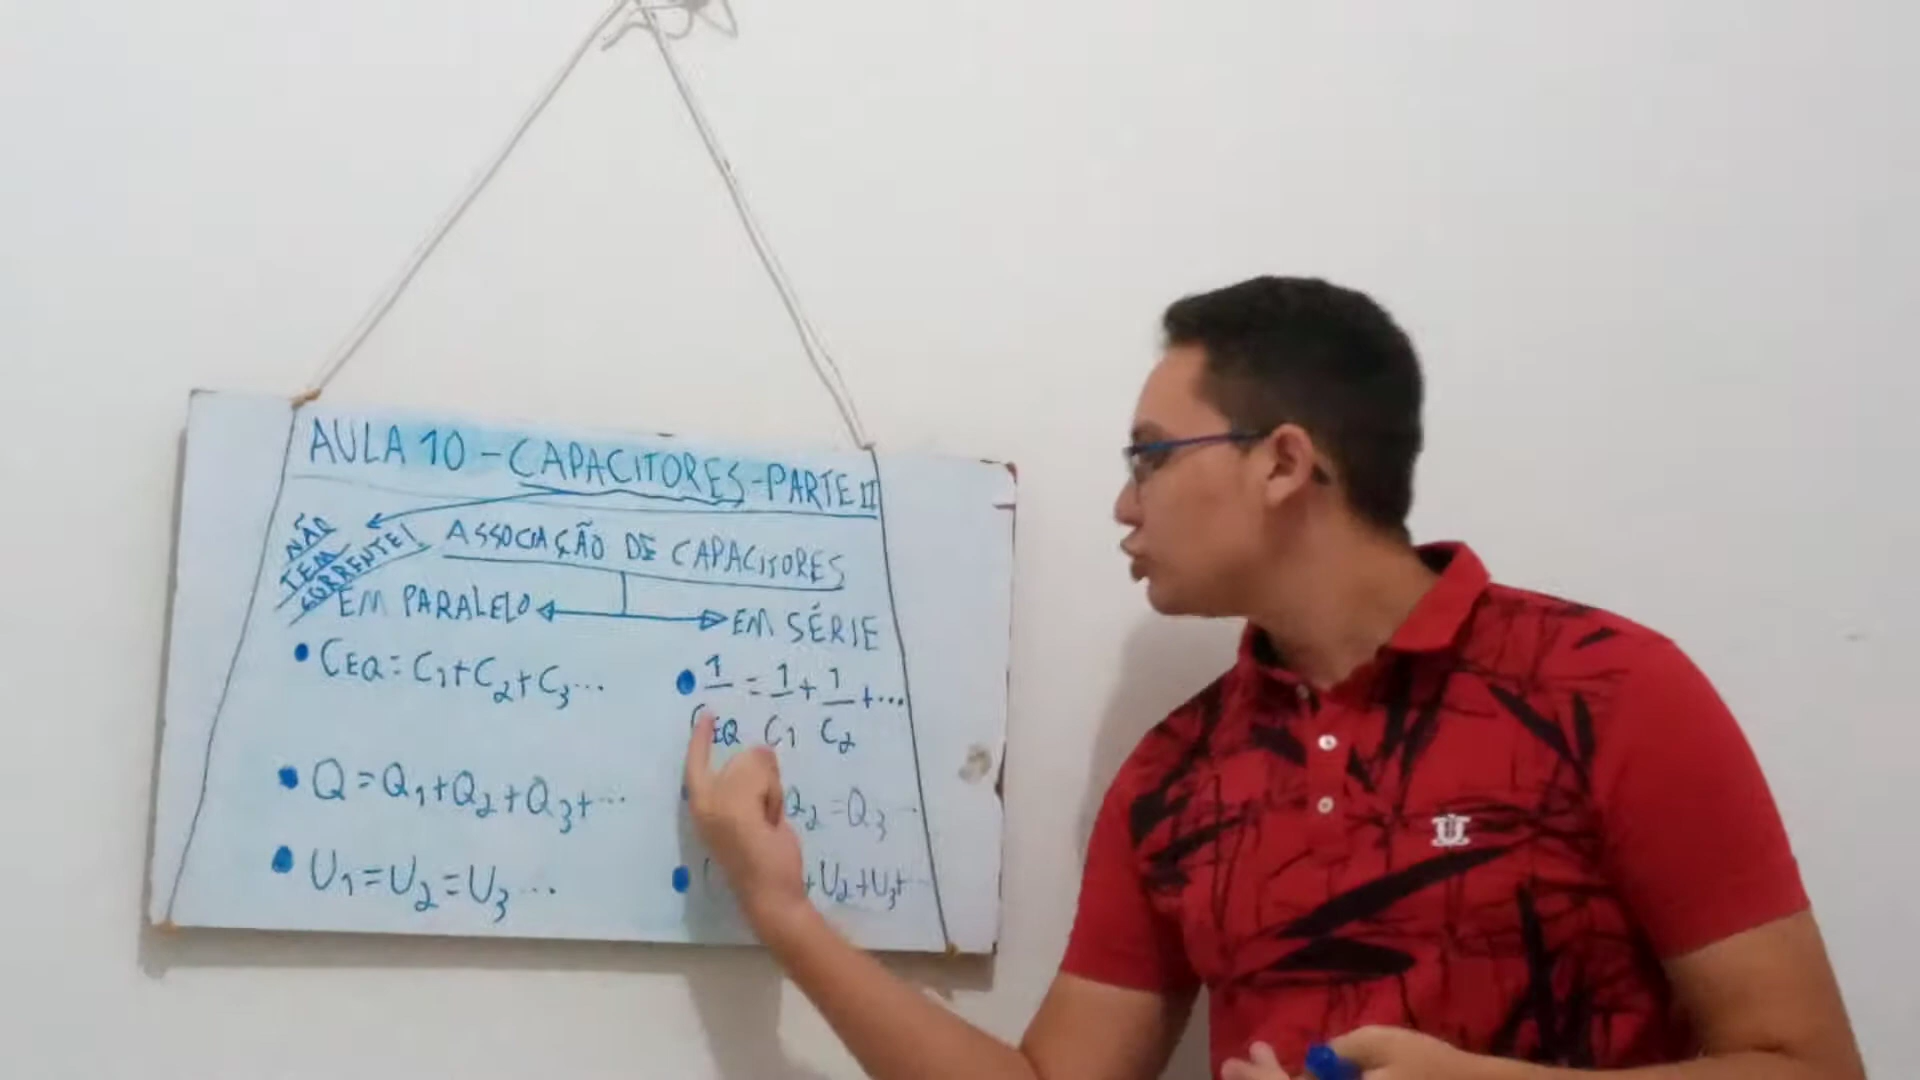 AULA 10 - CAPACITORES - PARTE II
NÃO
TEM
CORRENTE!
ASSOCIAÇÃO DE CAPACITORES
EM PARALELO
CEQ = C1 + C2 + C3 ...
Q = Q1 + Q2 + Q3 + ...
U1 = U2 = U3 ...
EM SÉRIE
1 = 1 + 1 + ...
CEQ C1 C2
Q2 = Q3 ...
+ U2 + U3 +